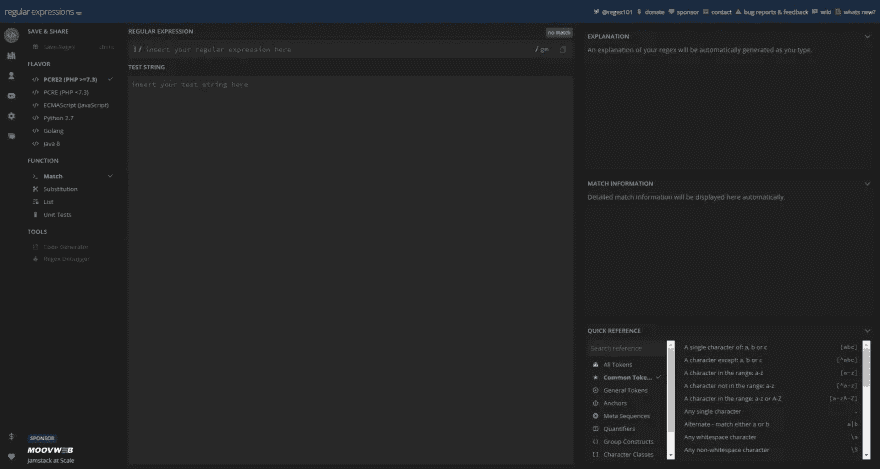 regular expressions
@regex101 $ donate sponsor contact bug reports & feedback wiki whats new?
SAVE & SHARE
Save Regex
FLAVOR
</> PCRE2 (PHP >=7.3)
</> PCRE (PHP <7.3)
</> ECMAScript (JavaScript)
</> Python 2.7
</> Golang
</> Java 8
FUNCTION
Match
Substitution
List
Unit Tests
TOOLS
Code Generator
Regex Debugger
SPONSOR
MOOVWEB
Jamstack at Scale
REGULAR EXPRESSION
no match
/ insert your regular expression here / gm
TEST STRING
insert your test string here
EXPLANATION
An explanation of your regex will be automatically generated as you type.
MATCH INFORMATION
Detailed match information will be displayed here automatically.
QUICK REFERENCE
Search reference
All Tokens
Common Toke...
General Tokens
Anchors
Meta Sequences
Quantifiers
Group Constructs
Character Classes
A single character of: a, b or c [abc]
A character except: a, b or c [^abc]
A character in the range: a-z [a-z]
A character not in the range: a-z [^a-z]
A character in the range: a-z or A-Z [a-zA-Z]
Any single character .
Alternate - match either a or b a|b
Any whitespace character \s
Any non-whitespace character \S